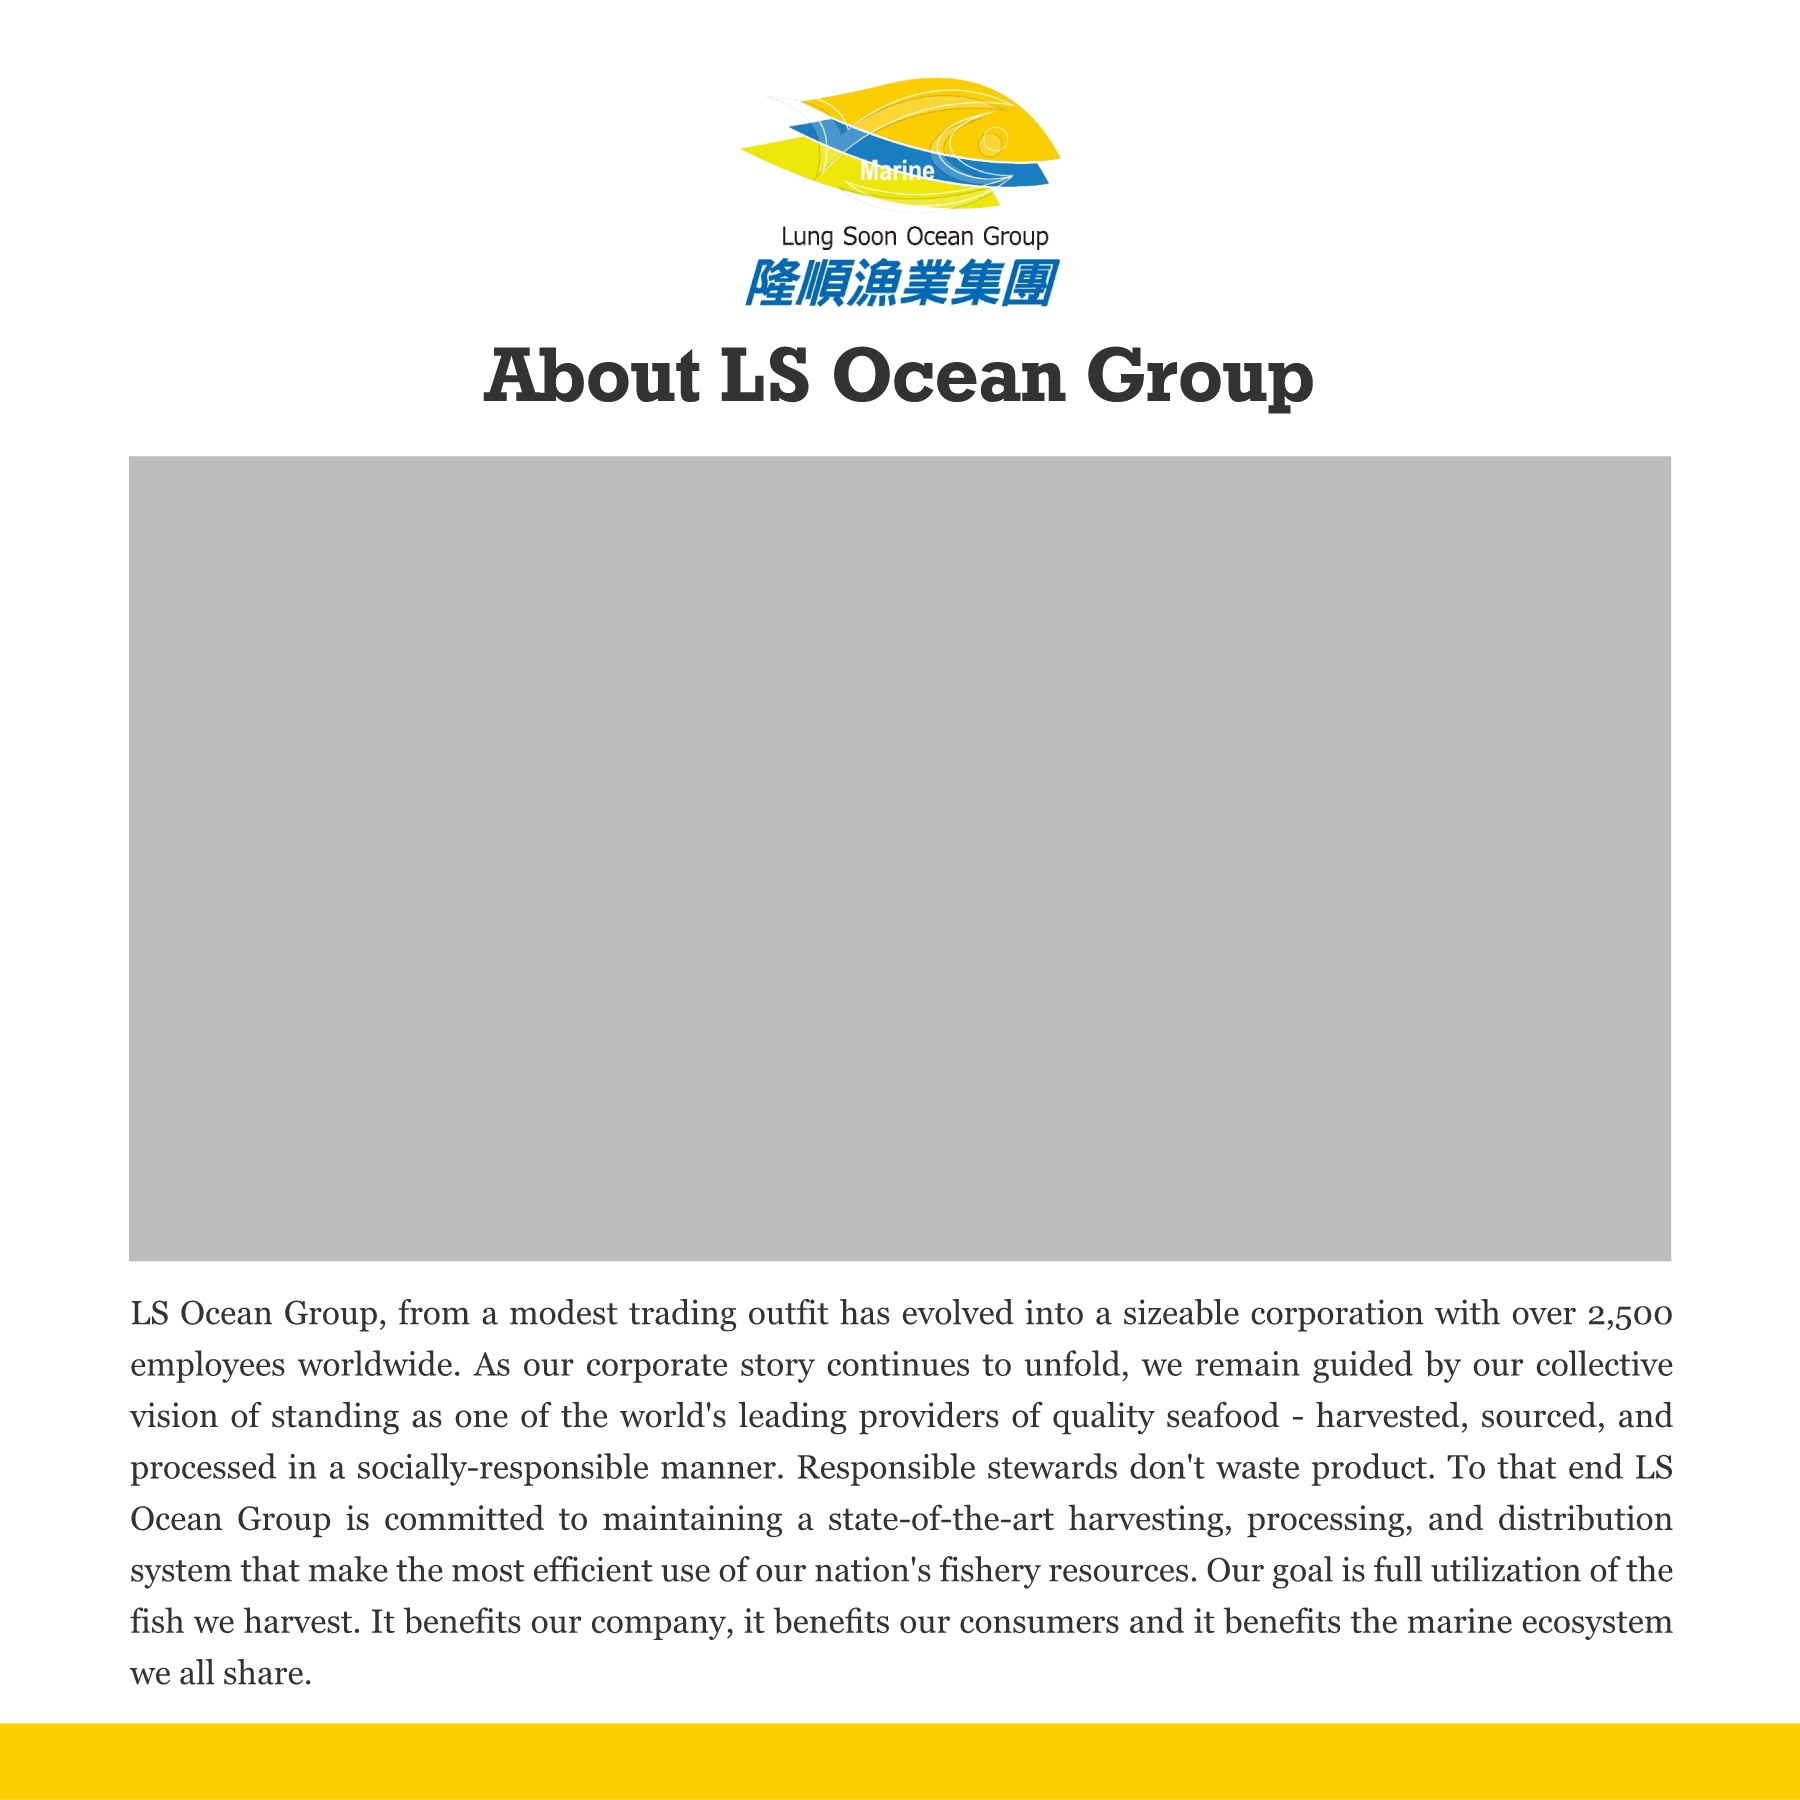 Marine
Lung Soon Ocean Group
隆順漁業集團
About LS Ocean Group
LS Ocean Group, from a modest trading outfit has evolved into a sizeable corporation with over 2,500
employees worldwide. As our corporate story continues to unfold, we remain guided by our collective
vision of standing as one of the world's leading providers of quality seafood - harvested, sourced, and
processed in a socially-responsible manner. Responsible stewards don't waste product. To that end LS
Ocean Group is committed to maintaining a state-of-the-art harvesting, processing, and distribution
system that make the most efficient use of our nation's fishery resources. Our goal is full utilization of the
fish we harvest. It benefits our company, it benefits our consumers and it benefits the marine ecosystem
we all share.